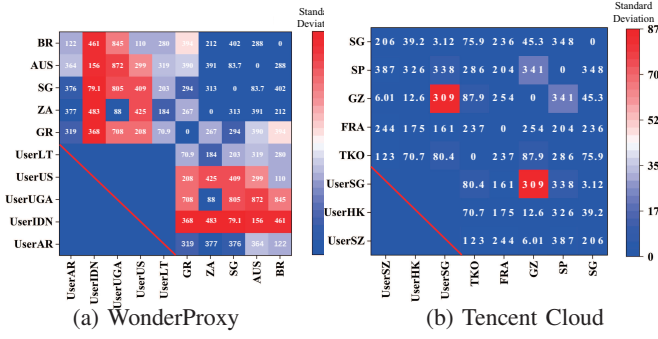 Standard
Deviation
BR 122 461 845 110 280 394 212 402 288 0
AUS 364 156 872 299 319 390 391 83.7 0 288
SG 376 79.1 805 409 203 294 313 0 83.7 402
ZA 377 483 88 425 184 267 0 313 391 212
GR 319 368 708 208 70.9 0 267 294 390 394
UserLT 70.9 184 203 319 280
UserUS 208 425 409 299 110
UserUGA 708 88 805 872 845
UserIDN 368 483 79.1 156 461
UserAR 319 377 376 364 122
UserAR UserIDN UserUGA UserUS UserLT GR ZA SG AUS BR
(a) WonderProxy
Standard
Deviation
87
0
SG 206 39.2 3.12 75.9 236 45.3 348 0
SP 387 326 338 286 204 341 0 348
GZ 6.01 12.6 309 87.9 254 0 341 45.3
FRA 244 175 161 237 0 254 204 236
TKO 123 70.7 80.4 0 237 87.9 286 75.9
UserSG 80.4 161 309 338 3.12
UserHK 70.7 175 12.6 326 39.2
UserSZ 123 244 6.01 387 206
UserSZ UserHK UserSG TKO FRA GZ SP SG
(b) Tencent Cloud